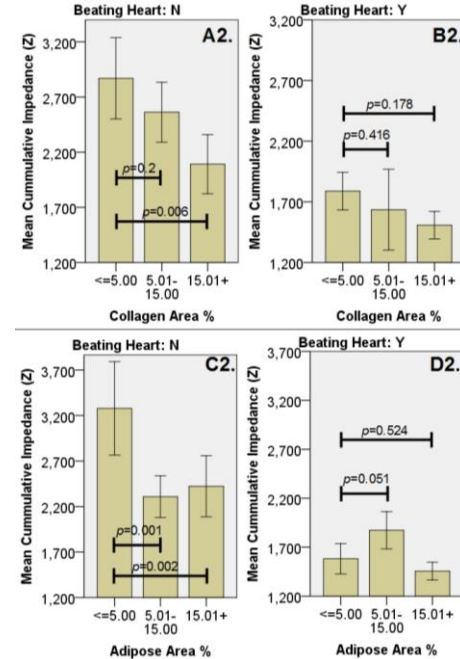 Beating Heart: N
A2.
Mean Cummulative Impedance (Z)
3,200
2,700
2,200
1,700
1,200
p=0.2
p=0.006
<=5.00
5.01-
15.00
15.01+
Collagen Area %
Beating Heart: Y
B2.
Mean Cummulative Impedance (Z)
3,200
2,700
2,200
1,700
1,200
p=0.178
p=0.416
<=5.00
5.01-
15.00
15.01+
Collagen Area %
Beating Heart: N
C2.
Mean Cummulative Impedance (Z)
3,700
3,200
2,700
2,200
1,700
1,200
p=0.001
p=0.002
<=5.00
5.01-
15.00
15.01+
Adipose Area %
Beating Heart: Y
D2.
Mean Cummulative Impedance (Z)
3,700
3,200
2,700
2,200
1,700
1,200
p=0.524
p=0.051
<=5.00
5.01-
15.00
15.01+
Adipose Area %